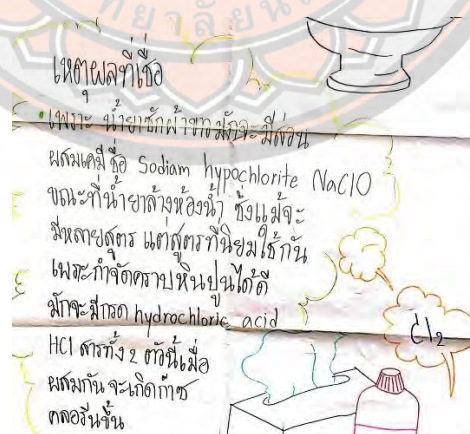 ยาลัยน
เหตุผลที่เชื่อ
• เพราะ น้ำยาซักผ้าขาวมักจะมีส่วน
ผสมเคมี ชื่อ Sodiam hypochlorite NaClO
ขณะที่น้ำยาล้างห้องน้ำ ซึ่งแม้จะ
มีหลายสูตร แต่สูตรที่นิยมใช้กัน
เพราะกำจัดคราบหินปูนได้ดี
มักจะมีกรด hydrochloric acid
HCl สารทั้ง 2 ตัวนี้เมื่อ
ผสมกัน จะเกิดก๊าซ
คลอรีนขึ้น
Cl2